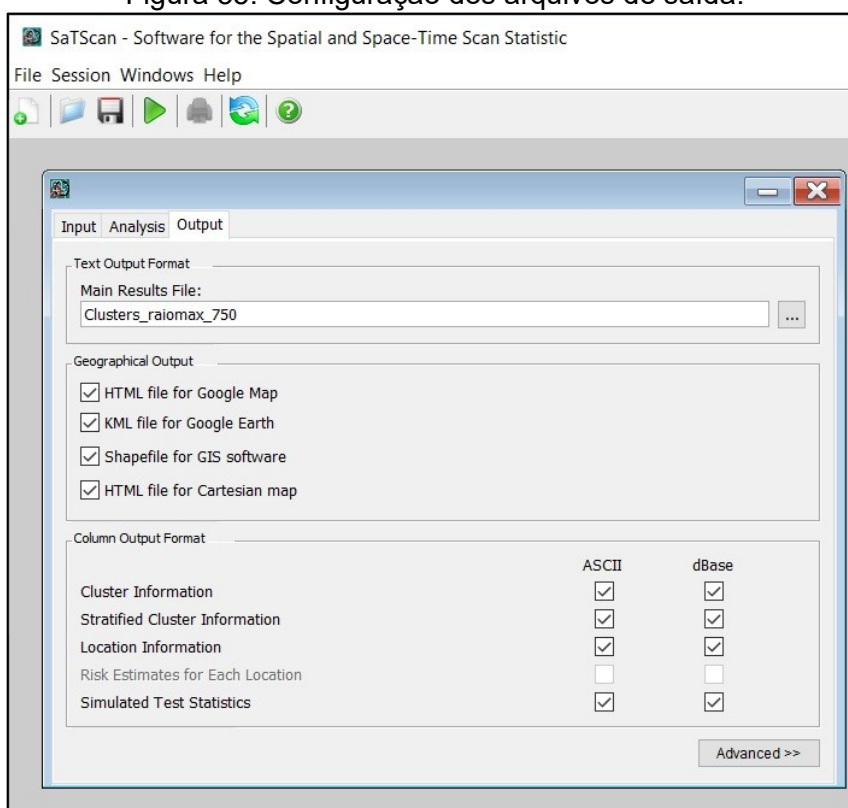 SaTScan - Software for the Spatial and Space-Time Scan Statistic
File Session Windows Help
Input Analysis Output
Text Output Format
Main Results File:
Clusters_raiomax_750
...
Geographical Output
HTML file for Google Map
KML file for Google Earth
Shapefile for GIS software
HTML file for Cartesian map
Column Output Format
ASCII dBase
Cluster Information
Stratified Cluster Information
Location Information
Risk Estimates for Each Location
Simulated Test Statistics
Advanced >>